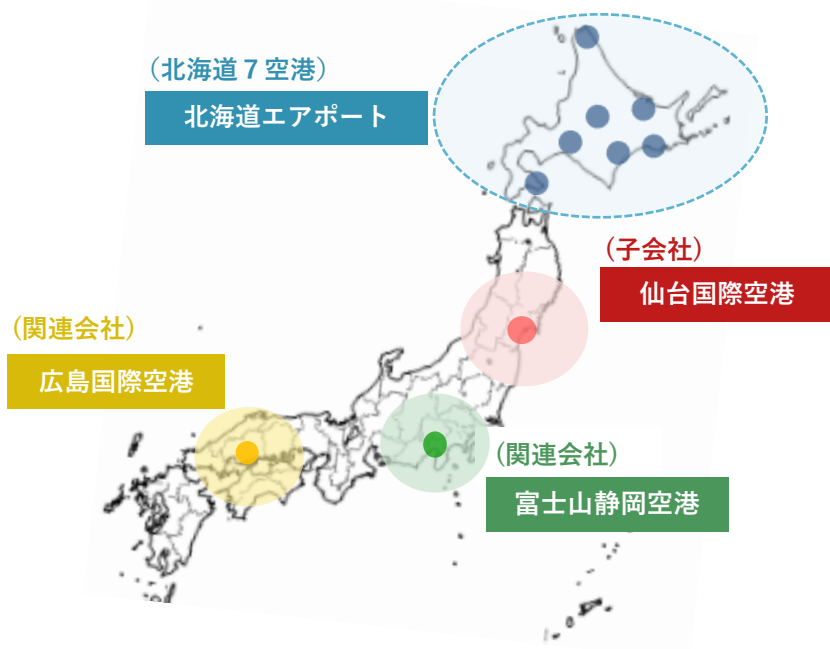 （北海道７空港）
北海道エアポート
（子会社）
仙台国際空港
（関連会社）
広島国際空港
（関連会社）
富士山静岡空港